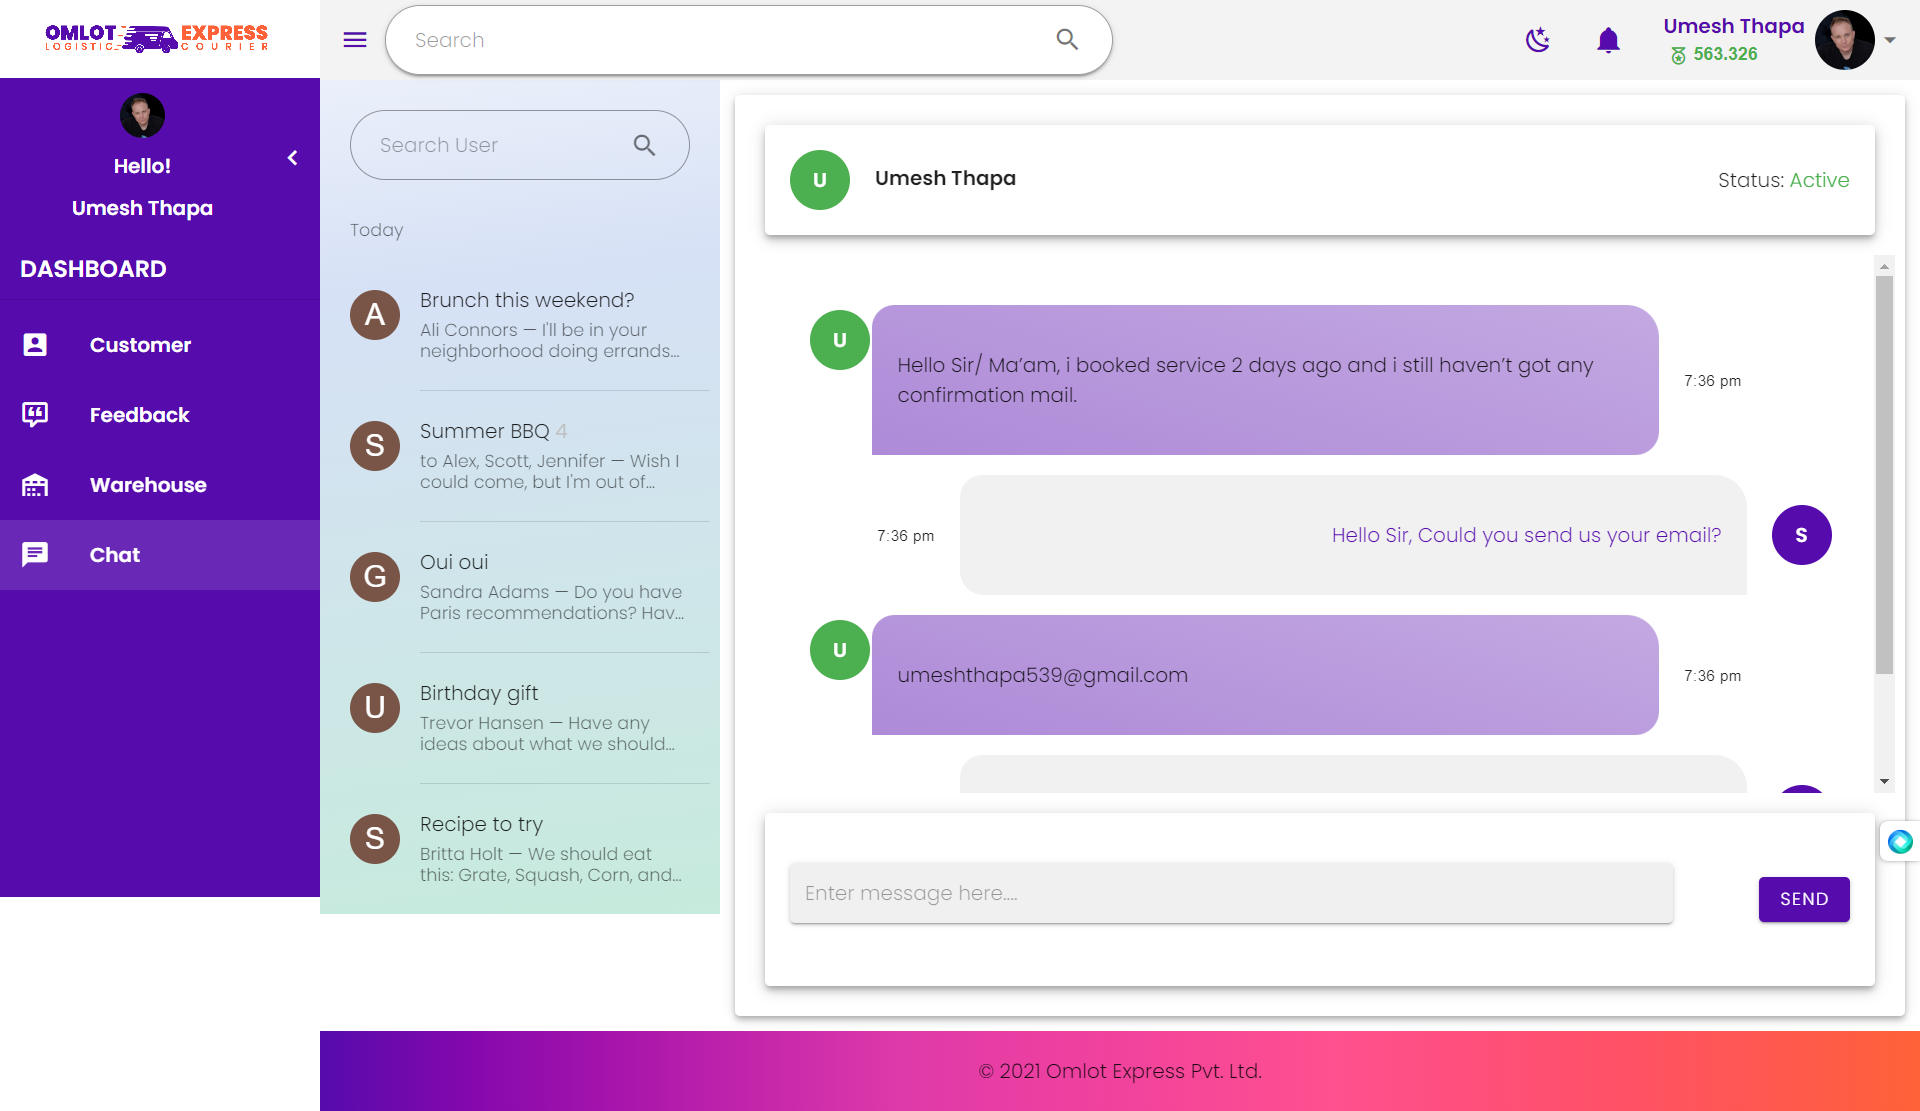 OMLOT EXPRESS
LOGISTIC COURIER
Search
Umesh Thapa
563.326
Hello!
Umesh Thapa
DASHBOARD
Customer
Feedback
Warehouse
Chat
Search User
Today
A
Brunch this weekend?
Ali Connors — I'll be in your
neighborhood doing errands...
S
Summer BBQ 4
to Alex, Scott, Jennifer — Wish I
could come, but I'm out of...
G
Oui oui
Sandra Adams — Do you have
Paris recommendations? Hav...
U
Birthday gift
Trevor Hansen — Have any
ideas about what we should...
S
Recipe to try
Britta Holt — We should eat
this: Grate, Squash, Corn, and...
U
Umesh Thapa
Status: Active
U
Hello Sir/ Ma’am, i booked service 2 days ago and i still haven’t got any
confirmation mail.
7:36 pm
7:36 pm
Hello Sir, Could you send us your email?
S
U
umeshthapa539@gmail.com
7:36 pm
Enter message here....
SEND
© 2021 Omlot Express Pvt. Ltd.